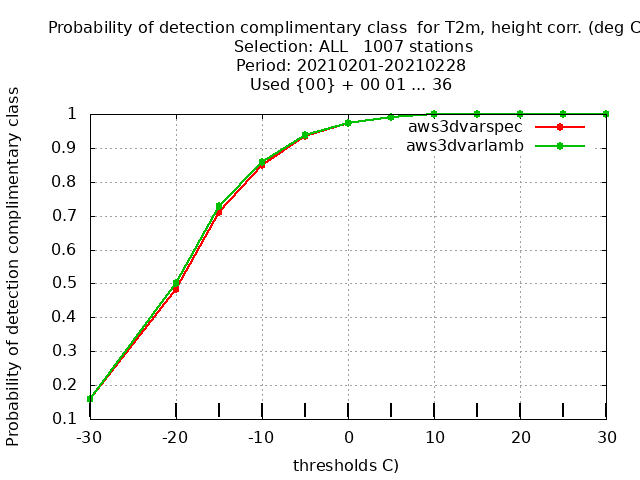 Probability of detection complimentary class  for T2m, height corr. (deg C
Selection: ALL   1007 stations
Period: 20210201-20210228
Used {00} + 00 01 ... 36
Probability of detection complimentary class
1
0.9
0.8
0.7
0.6
0.5
0.4
0.3
0.2
0.1
aws3dvarspec
aws3dvarlamb
-30 -20 -10 0 10 20 30
thresholds C)